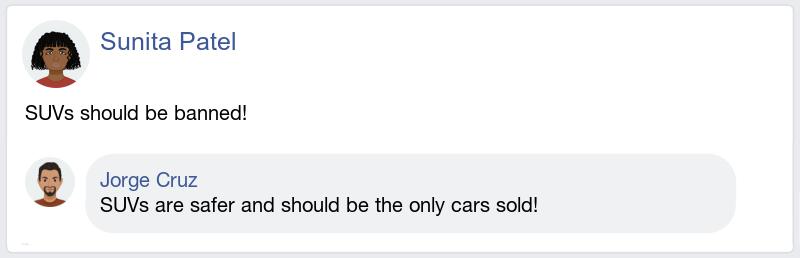 Sunita Patel
SUVs should be banned!
Jorge Cruz
SUVs are safer and should be the only cars sold!